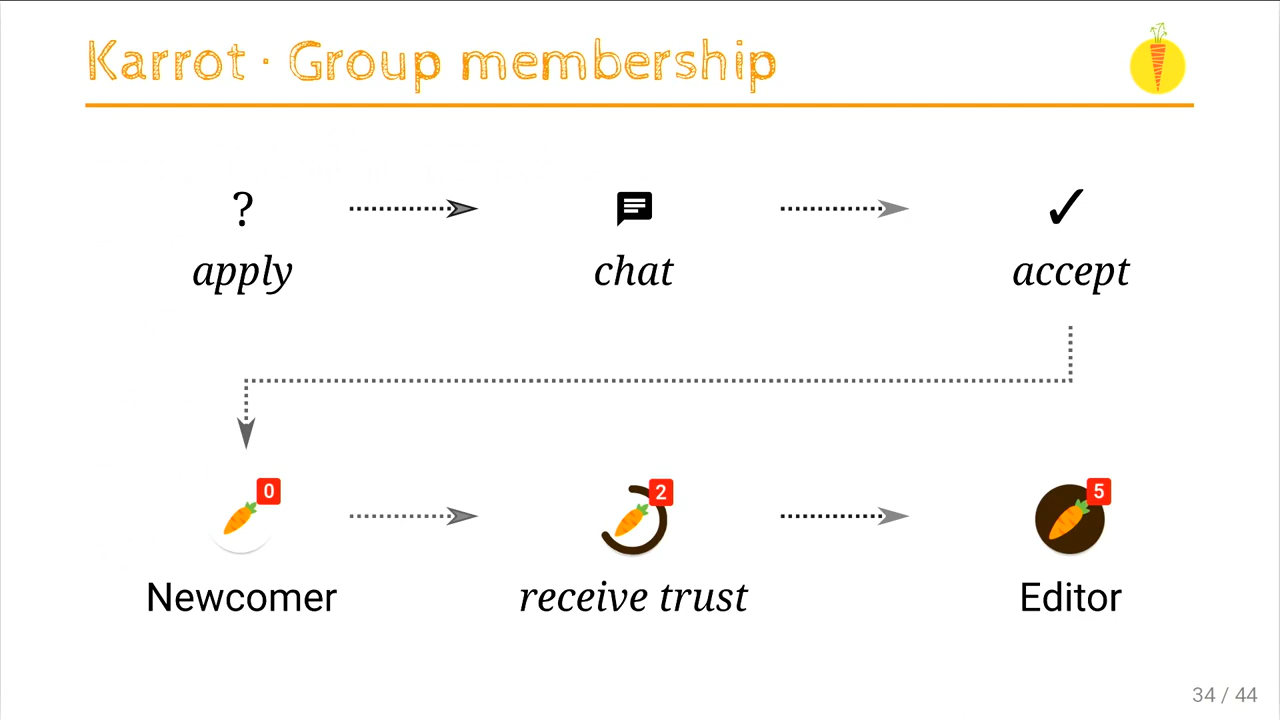 Karrot · Group membership
?
apply
chat
✓
accept
0
Newcomer
2
receive trust
5
Editor
34 / 44